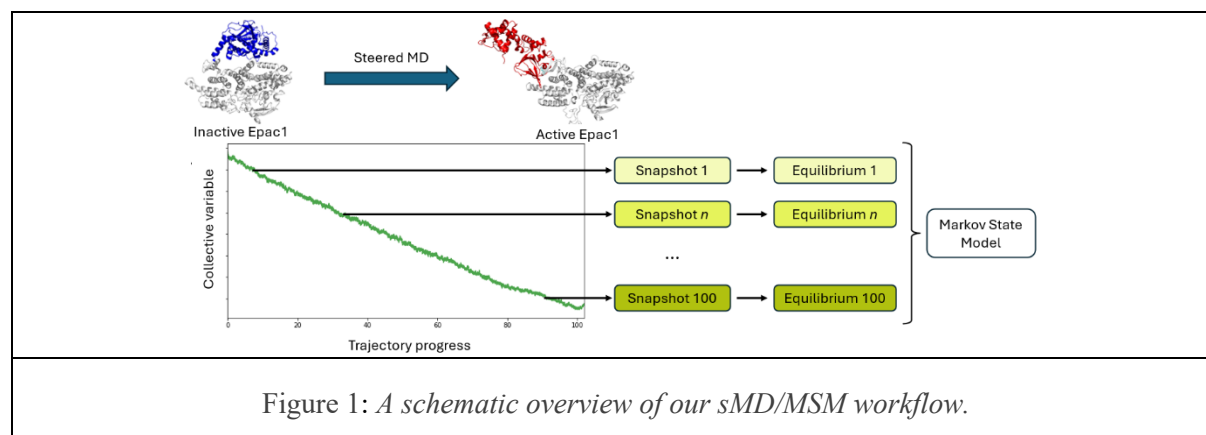 Steered MD
Inactive Epac1
Active Epac1
Collective variable
Snapshot 1
Equilibrium 1
Snapshot n
Equilibrium n
...
Snapshot 100
Equilibrium 100
Markov State
Model
0
20
40
60
80
100
Trajectory progress
Figure 1: A schematic overview of our sMD/MSM workflow.